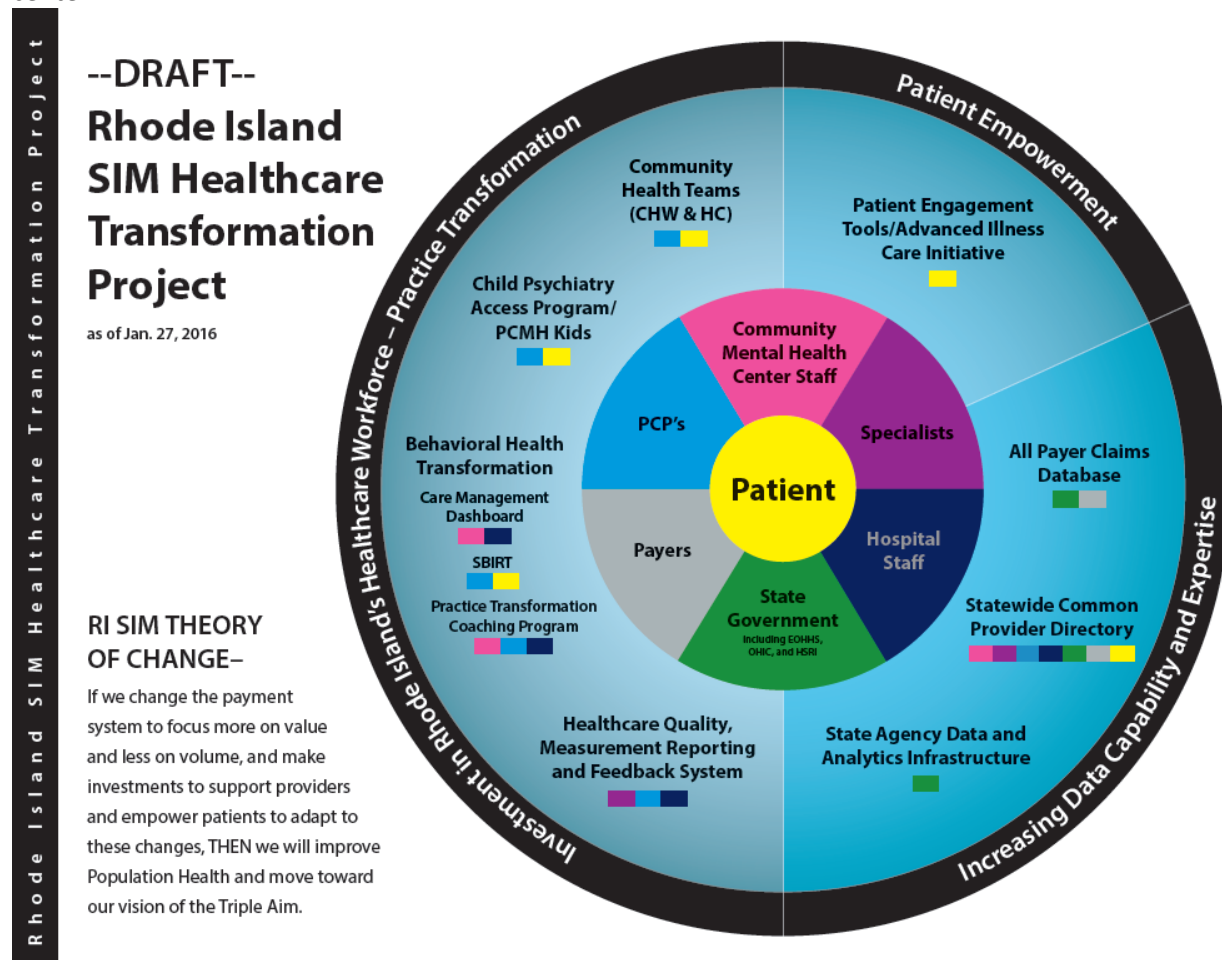 Rhode Island SIM Healthcare Transformation Project
--DRAFT--
Rhode Island
SIM Healthcare
Transformation
Project
as of Jan. 27, 2016
RI SIM THEORY
OF CHANGE–
If we change the payment
system to focus more on value
and less on volume, and make
investments to support providers
and empower patients to adapt to
these changes, THEN we will improve
Population Health and move toward
our vision of the Triple Aim.
Investment in Rhode Island's Healthcare Workforce – Practice Transformation
Community
Health Teams
(CHW & HC)
Child Psychiatry
Access Program/
PCMH Kids
Behavioral Health
Transformation
Care Management
Dashboard
SBIRT
Practice Transformation
Coaching Program
Healthcare Quality,
Measurement Reporting
and Feedback System
Patient Empowerment
Patient Engagement
Tools/Advanced Illness
Care Initiative
Increasing Data Capability and Expertise
All Payer Claims
Database
Statewide Common
Provider Directory
State Agency Data and
Analytics Infrastructure
Community
Mental Health
Center Staff
Specialists
Hospital
Staff
State
Government
including EOHHS,
OHIC, and HSRI
Payers
PCP's
Patient